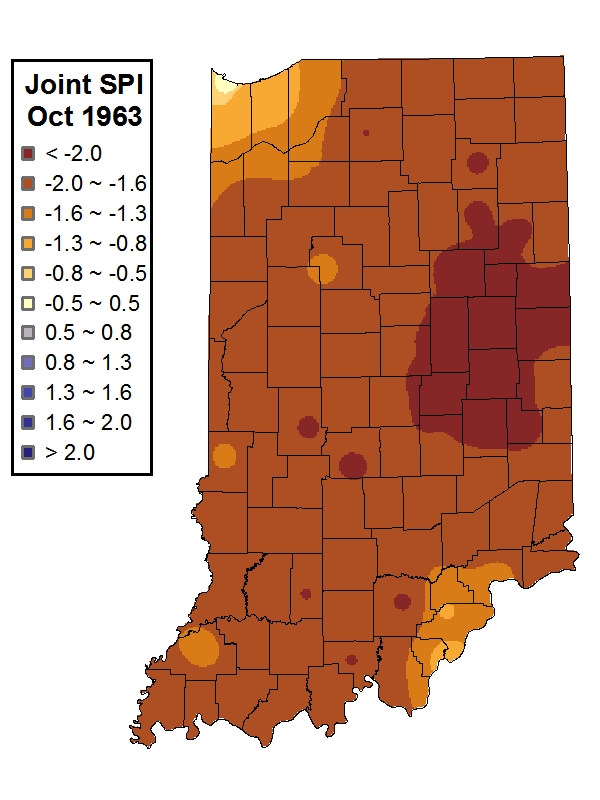 Joint SPI
Oct 1963
< -2.0
-2.0 ~ -1.6
-1.6 ~ -1.3
-1.3 ~ -0.8
-0.8 ~ -0.5
-0.5 ~ 0.5
0.5 ~ 0.8
0.8 ~ 1.3
1.3 ~ 1.6
1.6 ~ 2.0
> 2.0